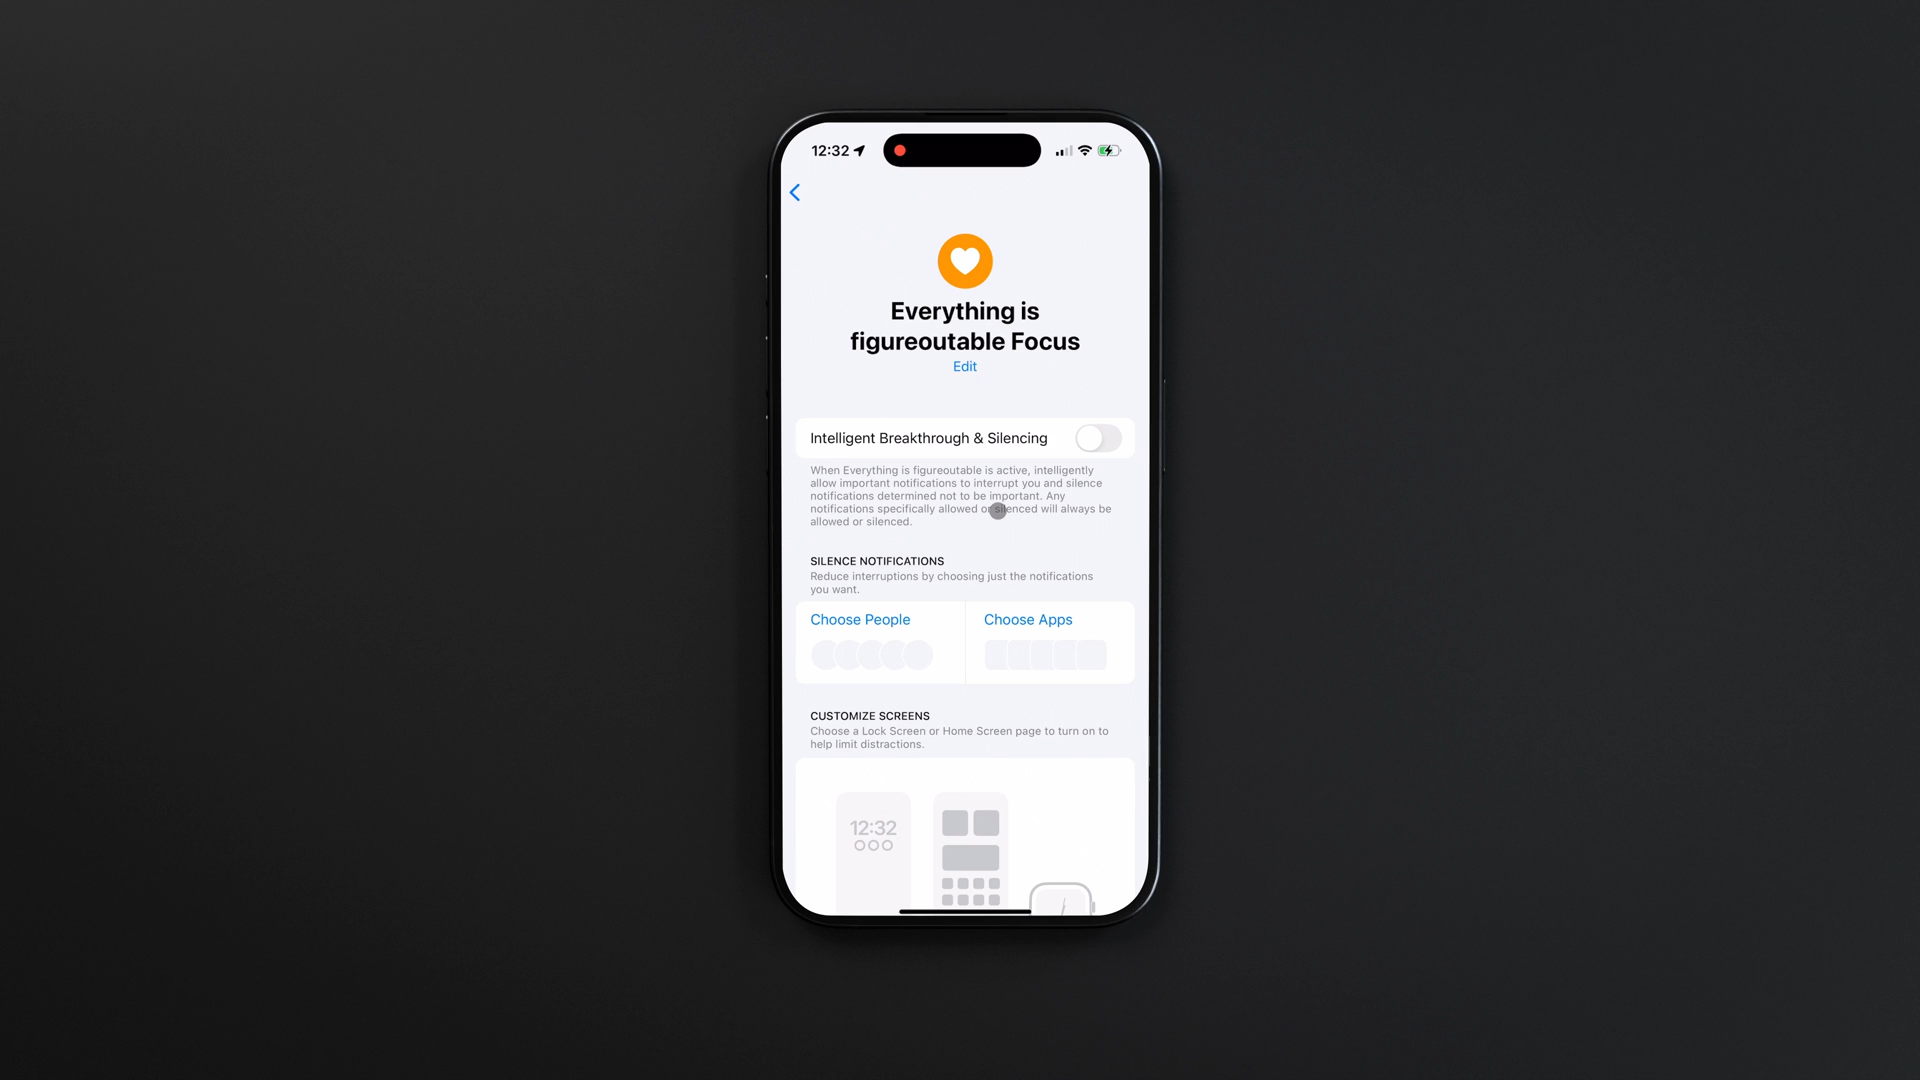 12:32
Everything is
figureoutable Focus
Edit
Intelligent Breakthrough & Silencing
When Everything is figureoutable is active, intelligently
allow important notifications to interrupt you and silence
notifications determined not to be important. Any
notifications specifically allowed or silenced will always be
allowed or silenced.
SILENCE NOTIFICATIONS
Reduce interruptions by choosing just the notifications
you want.
Choose People
Choose Apps
CUSTOMIZE SCREENS
Choose a Lock Screen or Home Screen page to turn on to
help limit distractions.
12:32